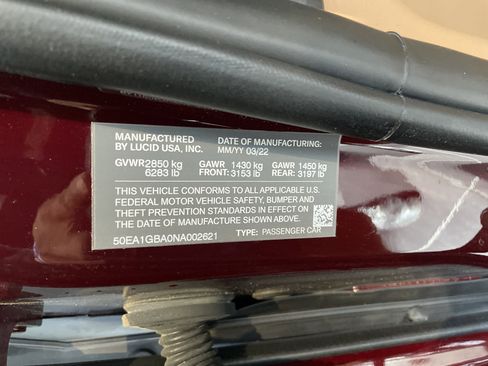 MANUFACTURED BY LUCID USA, INC.
DATE OF MANUFACTURING: MM/YY 03/22
GVWR 2850 kg 6283 lb
GAWR FRONT: 1430 kg 3153 lb
GAWR REAR: 1450 kg 3197 lb
THIS VEHICLE CONFORMS TO ALL APPLICABLE U.S.
FEDERAL MOTOR VEHICLE SAFETY, BUMPER AND
THEFT PREVENTION STANDARDS IN EFFECT ON
THE DATE OF MANUFACTURE SHOWN ABOVE.
50EA1GBA0NA002621
TYPE: PASSENGER CAR